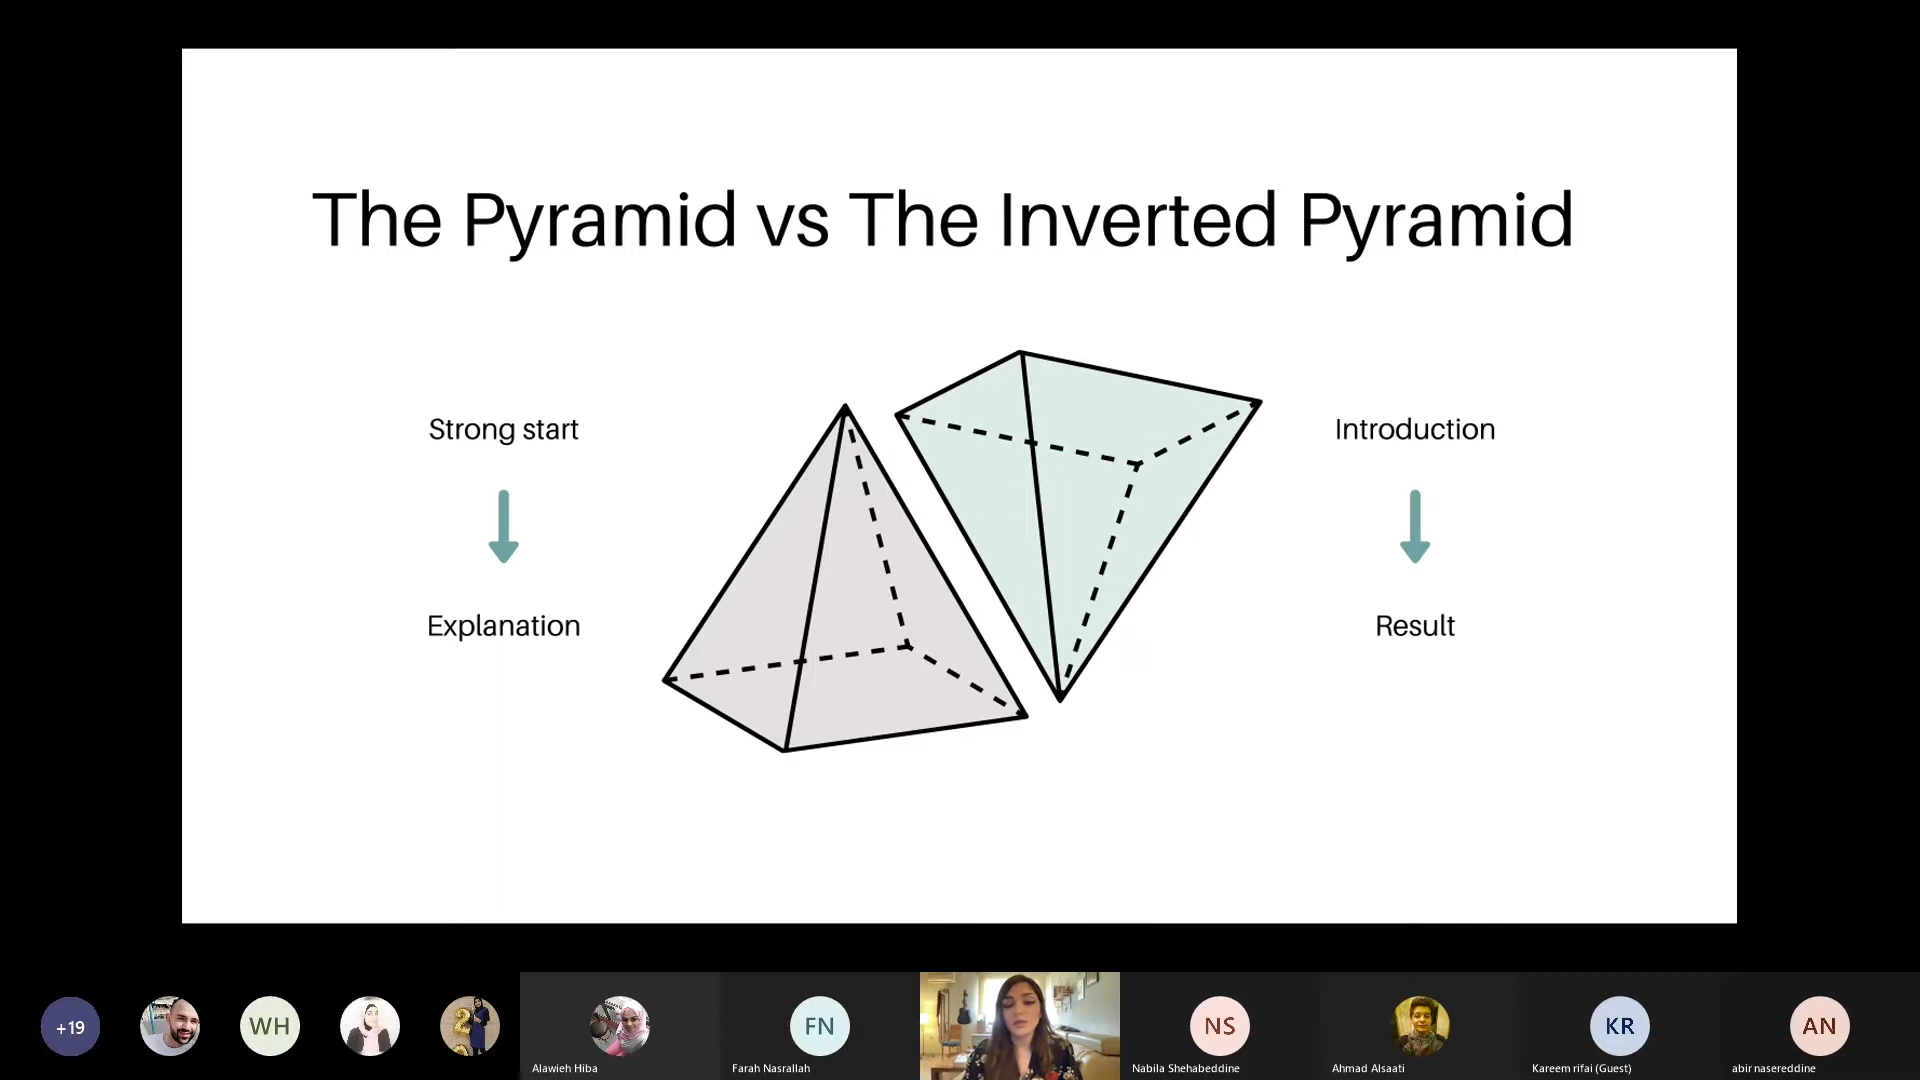 The Pyramid vs The Inverted Pyramid
Strong start
Explanation
Introduction
Result
+19
WH
2
Alawieh Hiba
FN
Farah Nasrallah
NS
Nabila Shehabeddine
Ahmad Alsaati
KR
Kareem rifai (Guest)
AN
abir nasereddine